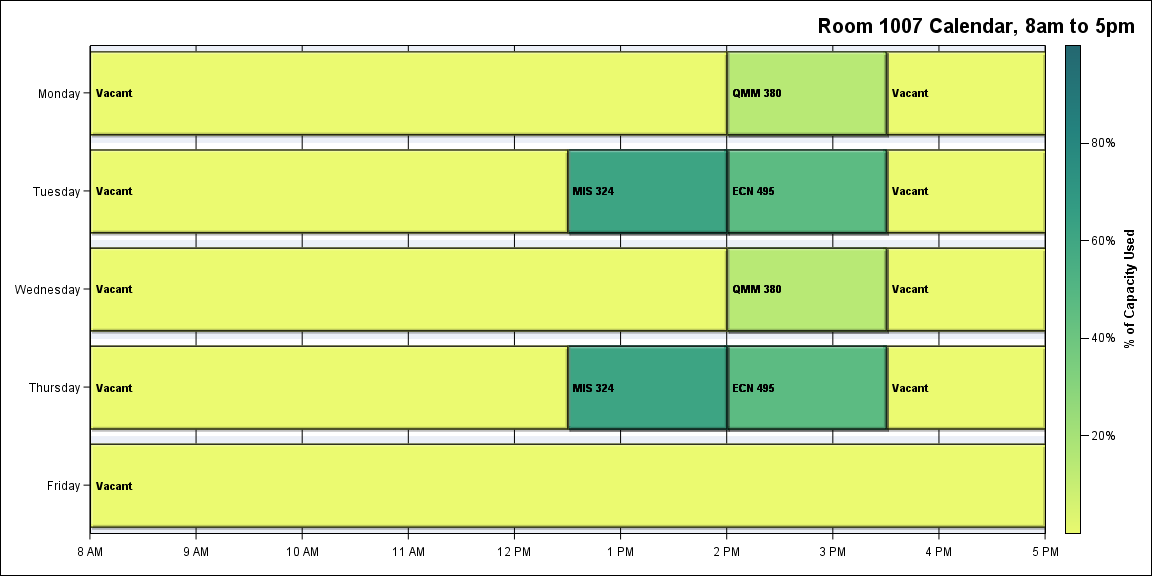 Room 1007 Calendar, 8am to 5pm
Monday Vacant QMM 380 Vacant
Tuesday Vacant MIS 324 ECN 495 Vacant
Wednesday Vacant QMM 380 Vacant
Thursday Vacant MIS 324 ECN 495 Vacant
Friday Vacant
8 AM 9 AM 10 AM 11 AM 12 PM 1 PM 2 PM 3 PM 4 PM 5 PM
80%
60%
40%
20%
% of Capacity Used